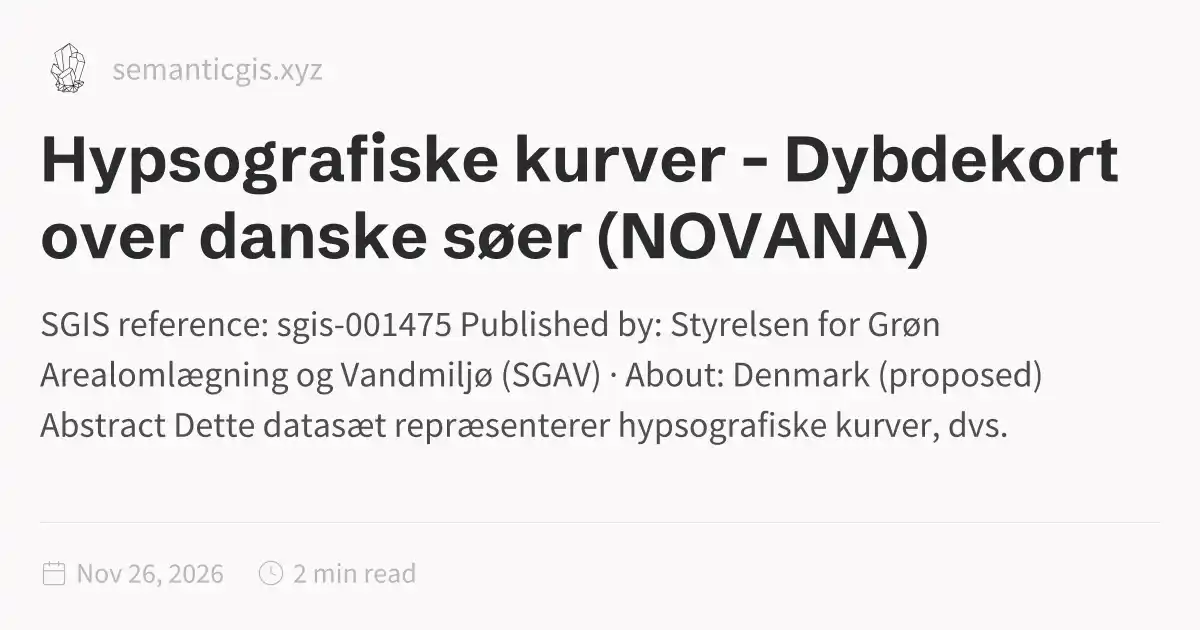 semanticgis.xyz
Hypsografiske kurver - Dybdekort
over danske søer (NOVANA)
SGIS reference: sgis-001475 Published by: Styrelsen for Grøn
Arealomlægning og Vandmiljø (SGAV) · About: Denmark (proposed)
Abstract Dette datasæt repræsenterer hypsografiske kurver, dvs.
Nov 26, 2026 2 min read